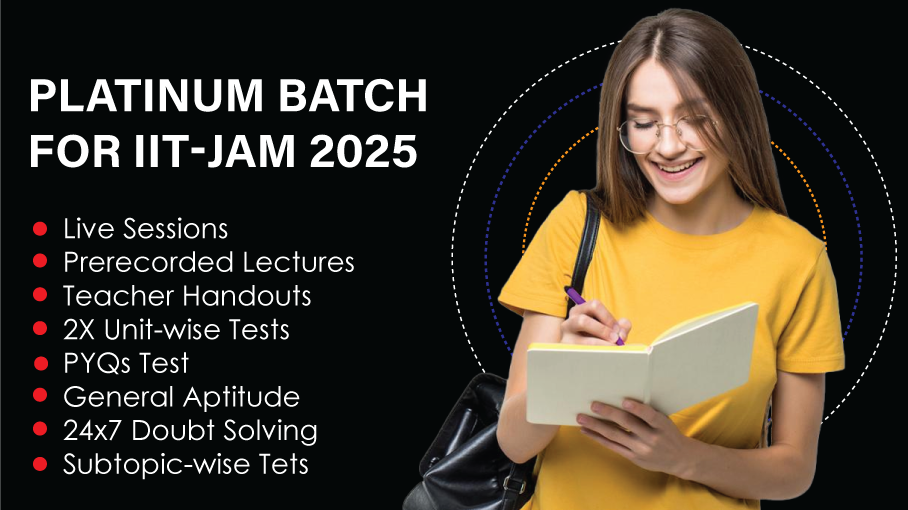 PLATINUM BATCH
FOR IIT-JAM 2025
Live Sessions
Prerecorded Lectures
Teacher Handouts
2X Unit-wise Tests
PYQs Test
General Aptitude
24x7 Doubt Solving
Subtopic-wise Tets